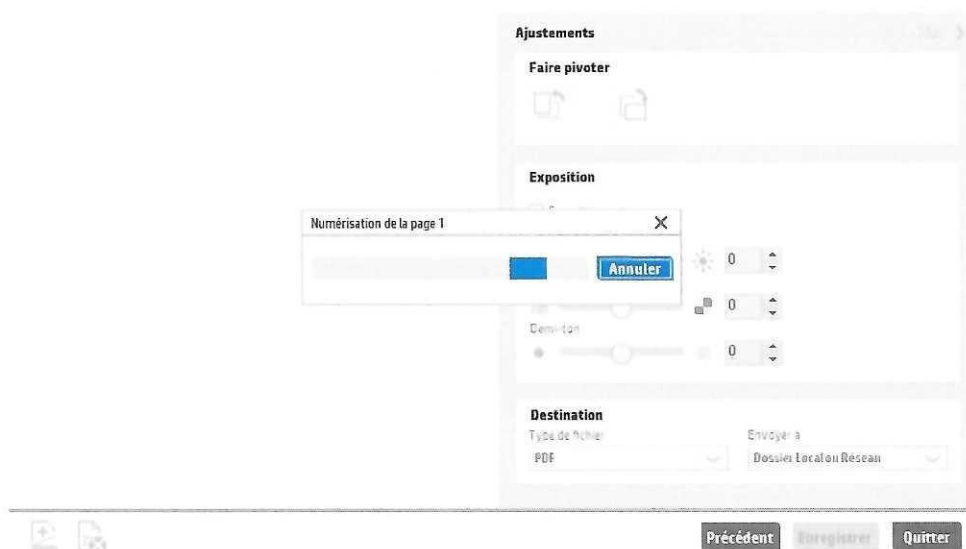 Ajustements
Faire pivoter
Exposition
Numérisation de la page 1
Annuler
0
0
Demi-ton
0
Destination
Type de fichier
Envoyer à
PDF
Dossier Local ou Réseau
Précédent
Enregistrer
Quitter